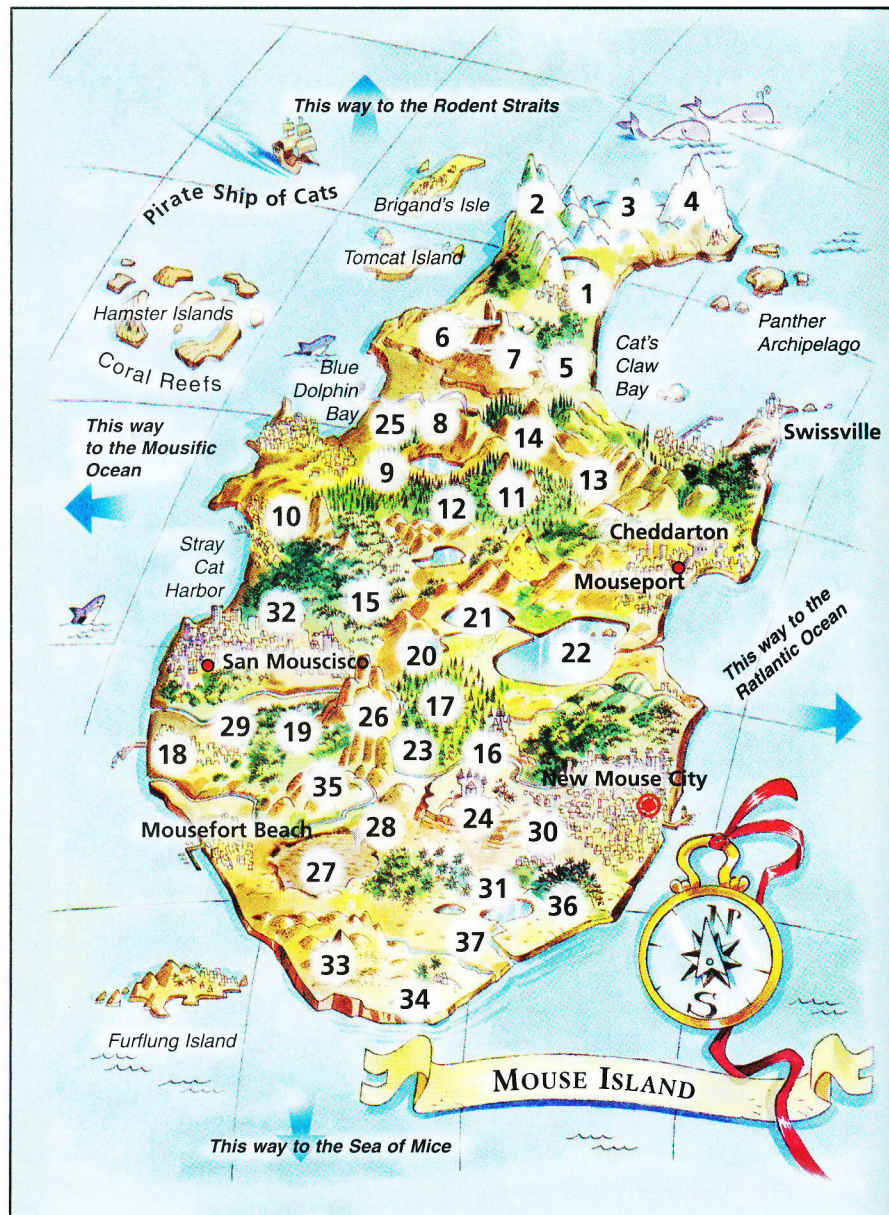 This way to the Rodent Straits
Pirate Ship of Cats
Brigand's Isle
2
3
4
Tomcat Island
1
Hamster Islands
Coral Reefs
Panther
Archipelago
6
7
5
Cat's
Claw
Bay
Blue
Dolphin
Bay
This way
to the Mousific
Ocean
25
8
14
Swissville
9
13
11
12
10
Cheddarton
Mouseport
Stray
Cat
Harbor
32
15
21
20
22
San Mouscisco
This way to the
Ratlantic Ocean
17
26
29
19
18
23
16
New Mouse City
35
24
28
30
Mousefort Beach
27
31
36
37
33
34
N
S
Furflung Island
MOUSE ISLAND
This way to the Sea of Mice